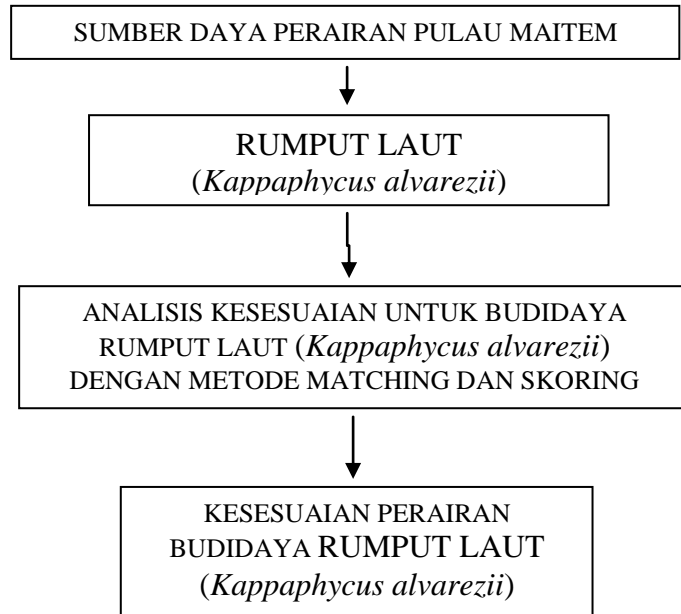 SUMBER DAYA PERAIRAN PULAU MAITEM
RUMPUT LAUT
(Kappaphycus alvarezii)
ANALISIS KESESUAIAN UNTUK BUDIDAYA
RUMPUT LAUT (Kappaphycus alvarezii)
DENGAN METODE MATCHING DAN SKORING
KESESUAIAN PERAIRAN
BUDIDAYA RUMPUT LAUT
(Kappaphycus alvarezii)